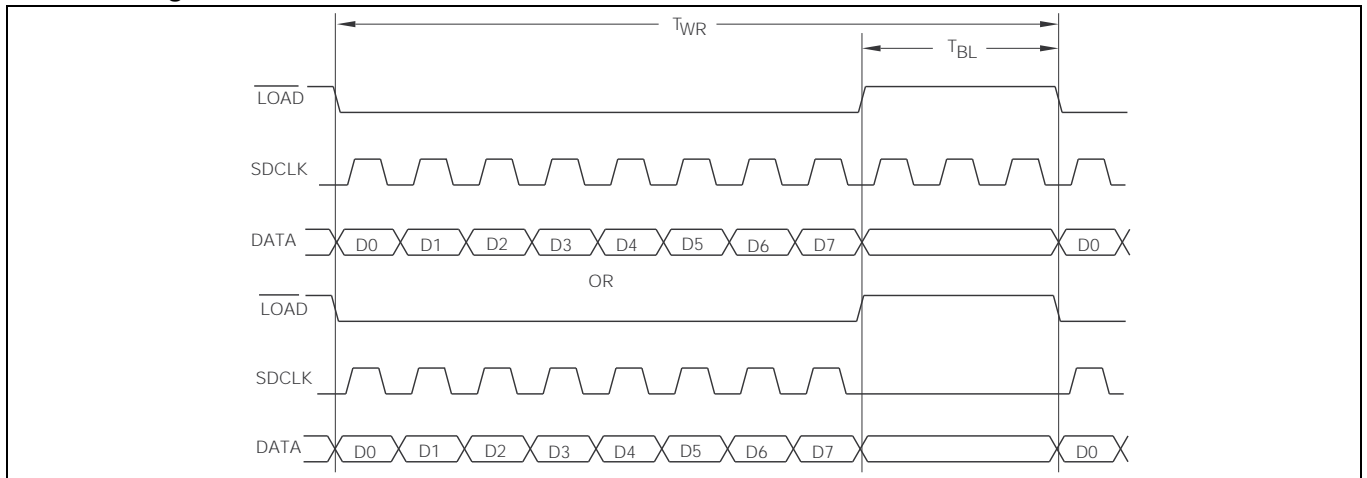 TWR
TBL
LOAD
SDCLK
DATA D0 D1 D2 D3 D4 D5 D6 D7 D0
OR
LOAD
SDCLK
DATA D0 D1 D2 D3 D4 D5 D6 D7 D0